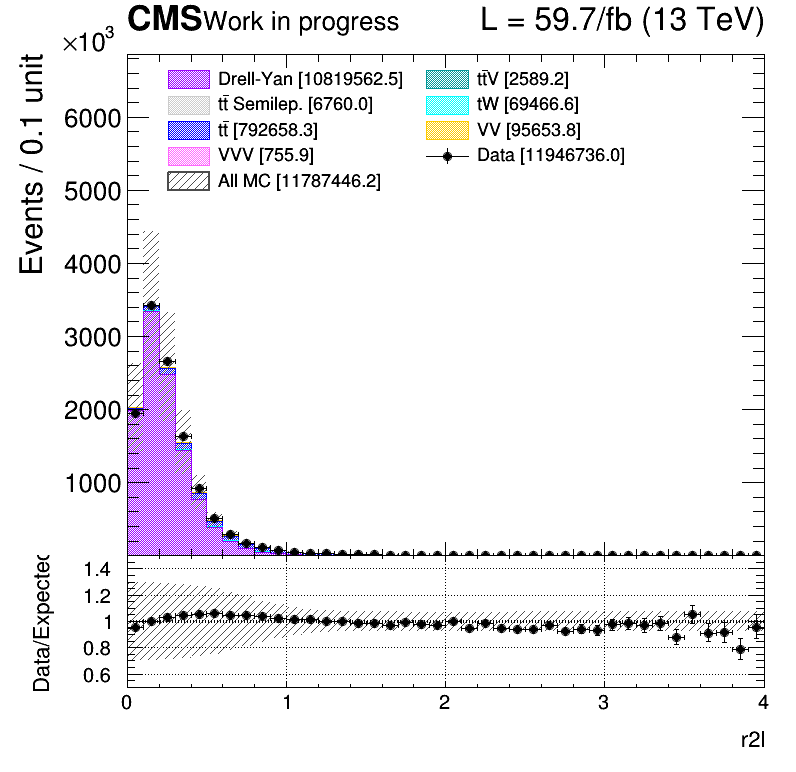 CMS Work in progress L = 59.7/fb (13 TeV)
×10³
Events / 0.1 unit
6000
5000
4000
3000
2000
1000
Drell-Yan [10819562.5]
tt̄ Semilep. [6760.0]
tt̄ [792658.3]
VVV [755.9]
All MC [11787446.2]
tt̄V [2589.2]
tW [69466.6]
VV [95653.8]
Data [11946736.0]
Data/Expected
1.4
1.2
1
0.8
0.6
0 1 2 3 4
r2l